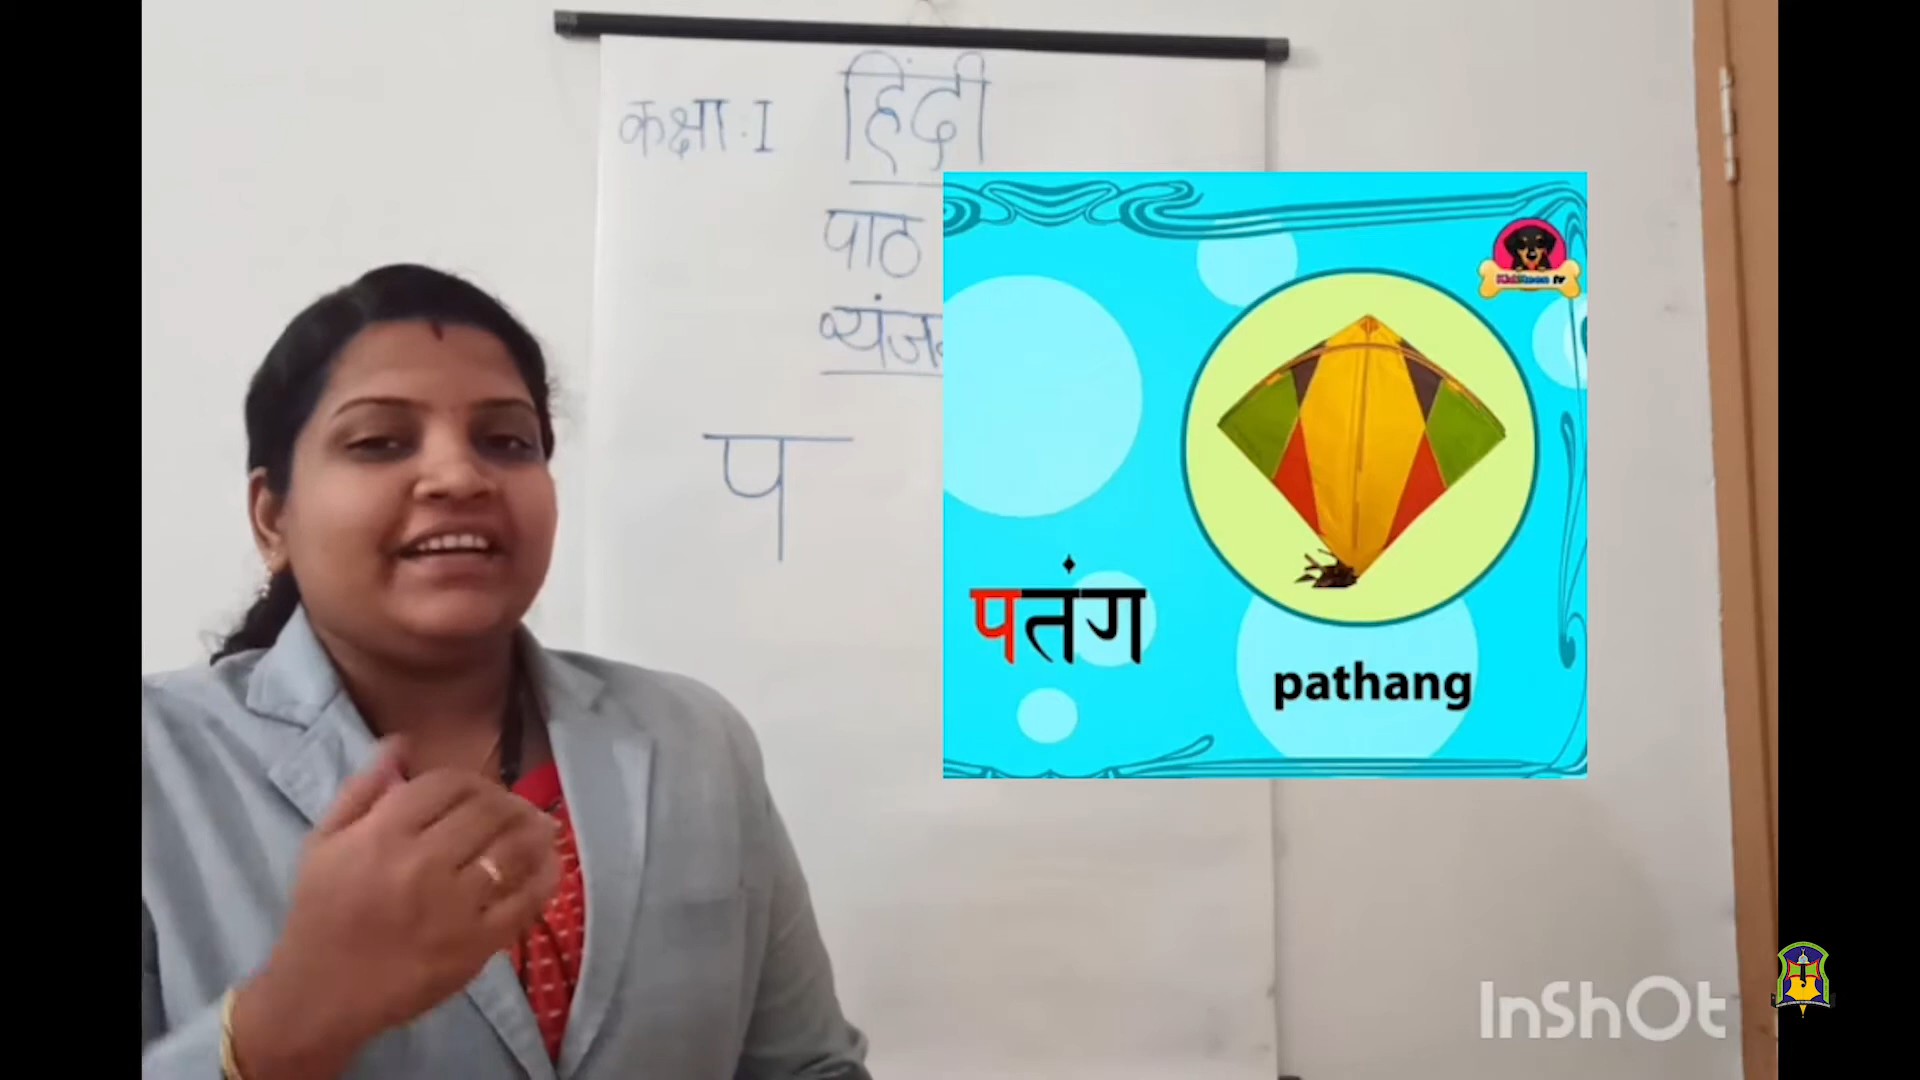 कक्षा : I हिंदी
पाठ
प
पतंग
pathang
InShOt